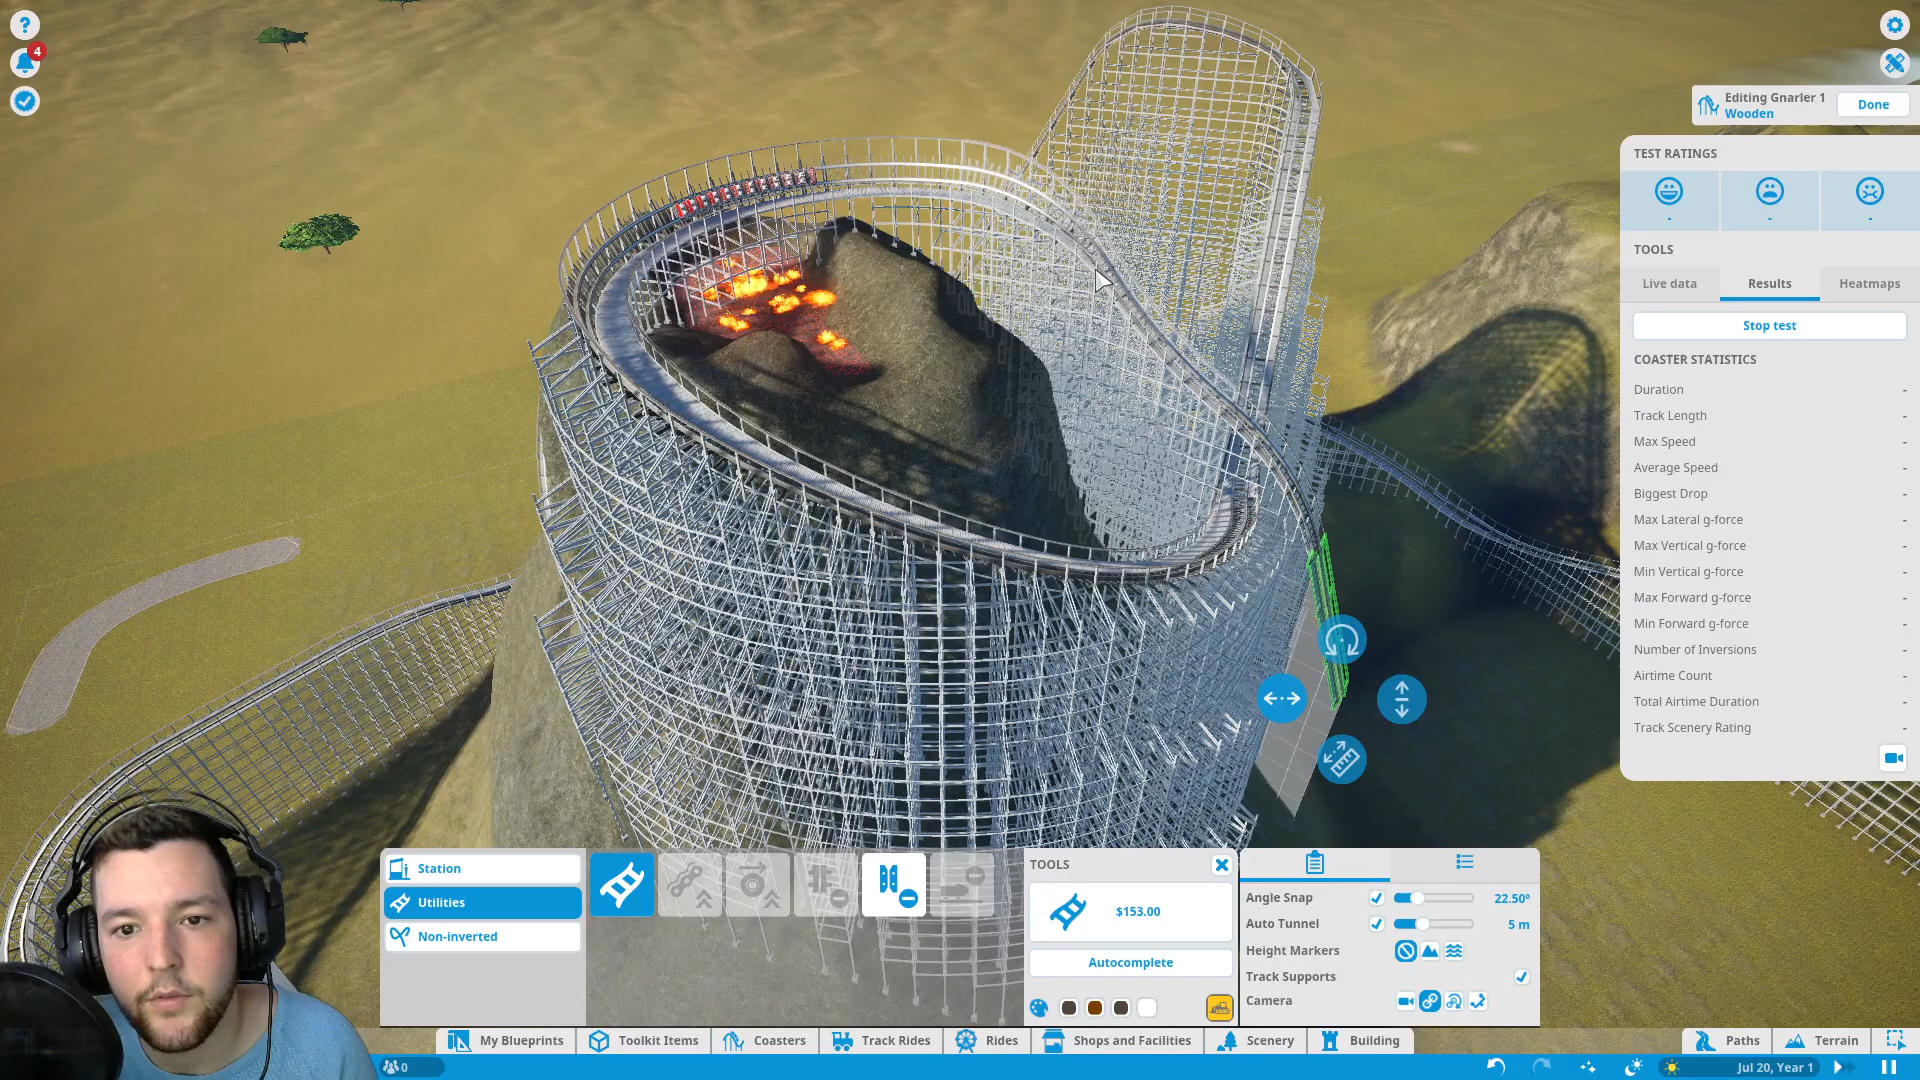 ?
4
Editing Gnarler 1
Wooden
Done
TEST RATINGS
-
-
-
TOOLS
Live data
Results
Heatmaps
Stop test
COASTER STATISTICS
Duration -
Track Length -
Max Speed -
Average Speed -
Biggest Drop -
Max Lateral g-force -
Max Vertical g-force -
Min Vertical g-force -
Max Forward g-force -
Min Forward g-force -
Number of Inversions -
Airtime Count -
Total Airtime Duration -
Track Scenery Rating -
Station
Utilities
Non-inverted
TOOLS
$153.00
Autocomplete
Angle Snap 22.50°
Auto Tunnel 5 m
Height Markers
Track Supports
Camera
My Blueprints
Toolkit Items
Coasters
Track Rides
Rides
Shops and Facilities
Scenery
Building
Paths
Terrain
0
Jul 20, Year 1